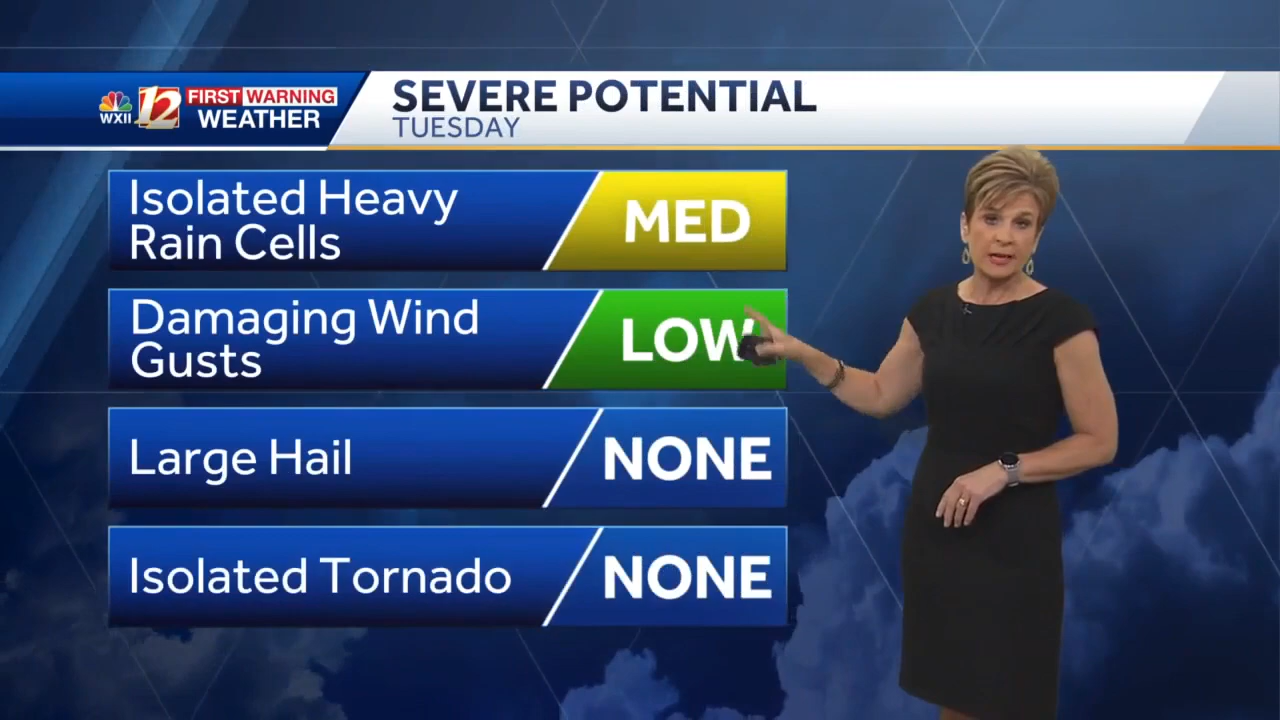 WXII 12 FIRST WARNING
WEATHER
SEVERE POTENTIAL
TUESDAY
Isolated Heavy
Rain Cells
MED
Damaging Wind
Gusts
LOW
Large Hail
NONE
Isolated Tornado
NONE